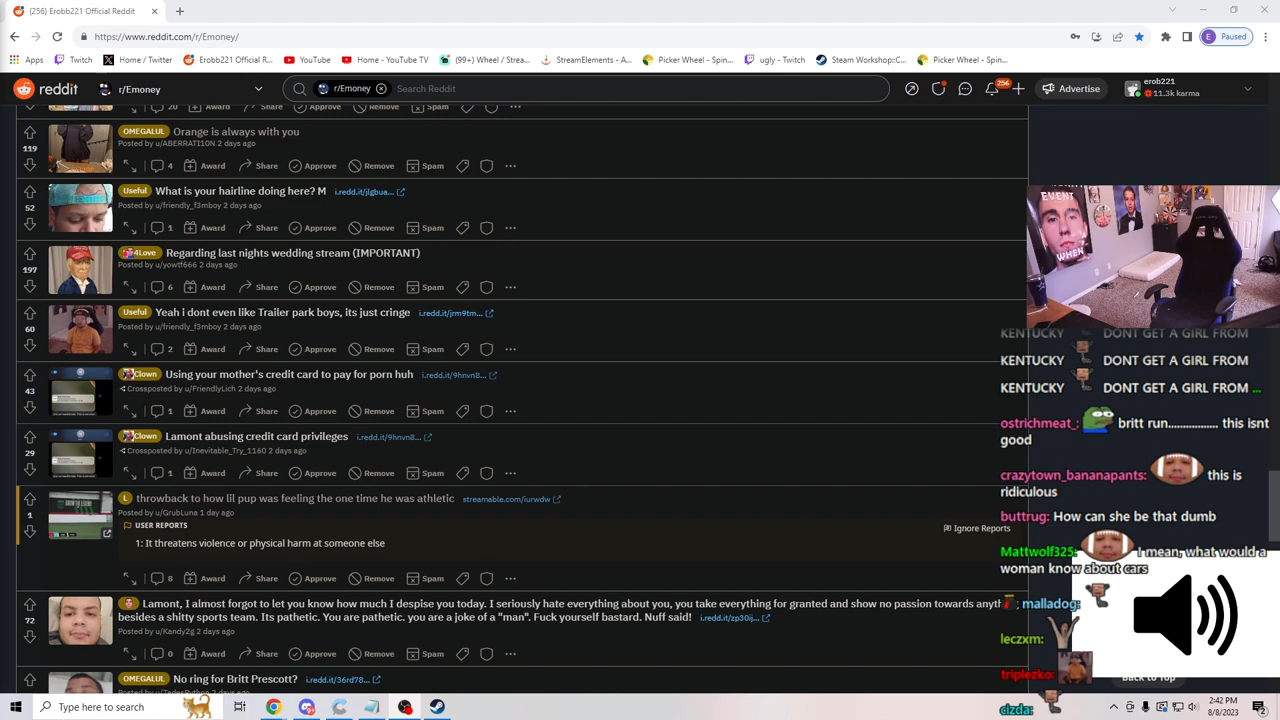 (256) Erobb221 Official Reddit
https://www.reddit.com/r/Emoney/
Paused
Apps Twitch Home / Twitter Erobb221 Official R... YouTube Home - YouTube TV (99+) Wheel / Strea... StreamElements - A... Picker Wheel - Spin... ugly - Twitch Steam Workshop::C... Picker Wheel - Spin...
reddit r/Emoney r/Emoney Search Reddit 256 Advertise erob221
11.3k karma
20 Award Share Approve Remove Spam
OMEGALUL Orange is always with you
Posted by u/ABERRATI0N 2 days ago
119
4 Award Share Approve Remove Spam
Useful What is your hairline doing here? M i.redd.it/jlgbua...
Posted by u/friendly_f3mboy 2 days ago
52
1 Award Share Approve Remove Spam
4Love Regarding last nights wedding stream (IMPORTANT)
Posted by u/yowtf666 2 days ago
197
6 Award Share Approve Remove Spam
Useful Yeah i dont even like Trailer park boys, its just cringe i.redd.it/jrm9tm...
Posted by u/friendly_f3mboy 2 days ago
60
2 Award Share Approve Remove Spam
Clown Using your mother's credit card to pay for porn huh i.redd.it/9hnvn8...
Crossposted by u/FriendlyLich 2 days ago
43
1 Award Share Approve Remove Spam
Clown Lamont abusing credit card privileges i.redd.it/9hnvn8...
Crossposted by u/Inevitable_Try_1160 2 days ago
29
1 Award Share Approve Remove Spam
L throwback to how lil pup was feeling the one time he was athletic streamable.com/iurwdw
Posted by u/GrubLuna 1 day ago
1
USER REPORTS
Ignore Reports
1: It threatens violence or physical harm at someone else
8 Award Share Approve Remove Spam
Lamont, I almost forgot to let you know how much I despise you today. I seriously hate everything about you, you take everything for granted and show no passion towards anyth
72
besides a shitty sports team. Its pathetic. You are pathetic. you are a joke of a "man". Fuck yourself bastard. Nuff said! i.redd.it/zp30ij...
Posted by u/Kandy2g 2 days ago
0 Award Share Approve Remove Spam
OMEGALUL No ring for Britt Prescott? i.redd.it/36rd78...
EVENT
WHEN
KENTUCKY DONT GET A GIRL FROM
KENTUCKY DONT GET A GIRL FROM
KENTUCKY DONT GET A GIRL FROM ...
ostrichmeat_: britt run................. this isnt
good
crazytown_bananapants: this is
ridiculous
buttrug: How can she be that dumb
Mattwolf325: I mean, what would a
woman know about cars
; malladog:
leczxm:
triplezko:
Back to Top
cizda:
Type here to search
2:42 PM
8/8/2023
2